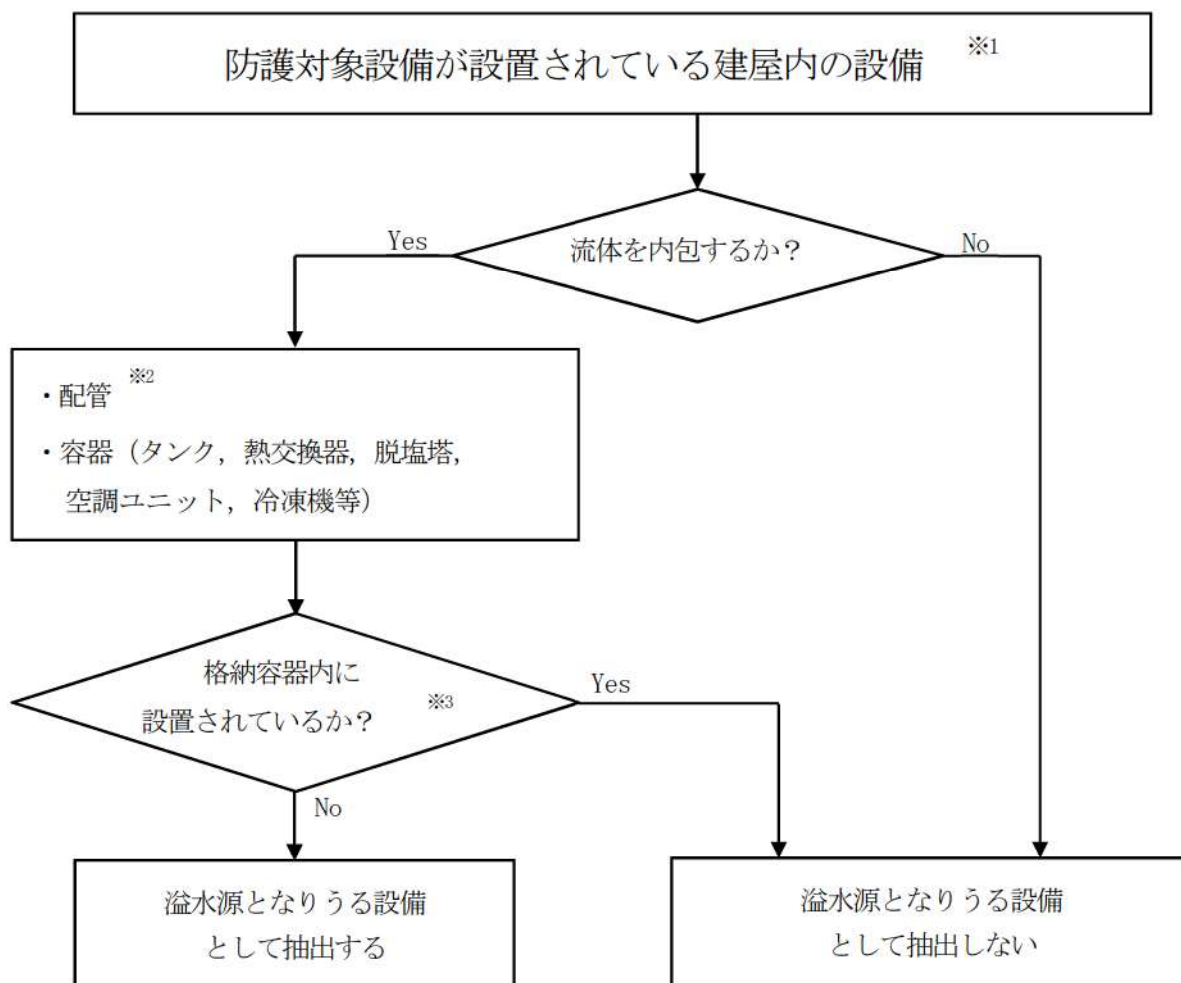 防護対象設備が設置されている建屋内の設備 ※1
流体を内包するか？
Yes
No
・配管 ※2
・容器（タンク，熱交換器，脱塩塔，
空調ユニット，冷凍機等）
格納容器内に
設置されているか？ ※3
Yes
No
溢水源となりうる設備
として抽出する
溢水源となりうる設備
として抽出しない